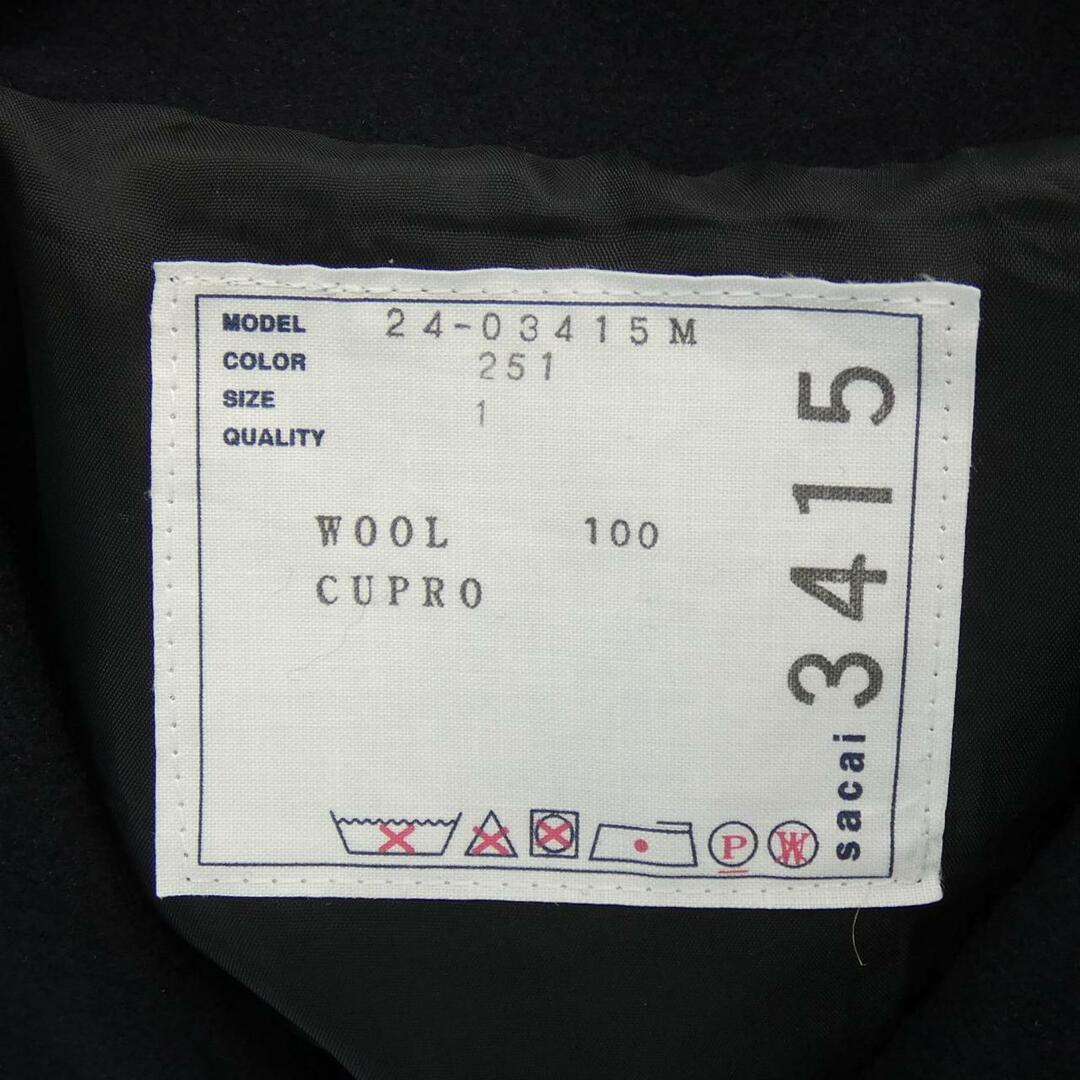 MODEL 24-03415M
COLOR 251
SIZE 1
QUALITY
WOOL 100
CUPRO
P
W
sacai 3415